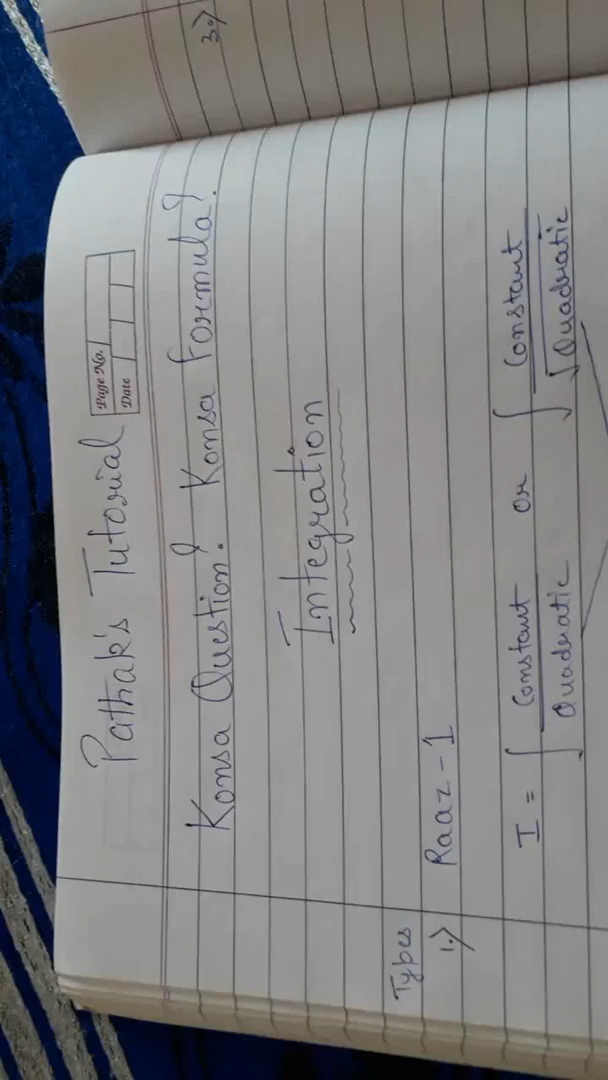 Pathak's Tutorial
Page No.
Date
Konsa Question? Konsa Formula?
Integration
Types
1.) Raaz-1
I = ∫ Constant / Quadratic or ∫ Constant / √Quadratic
3.)